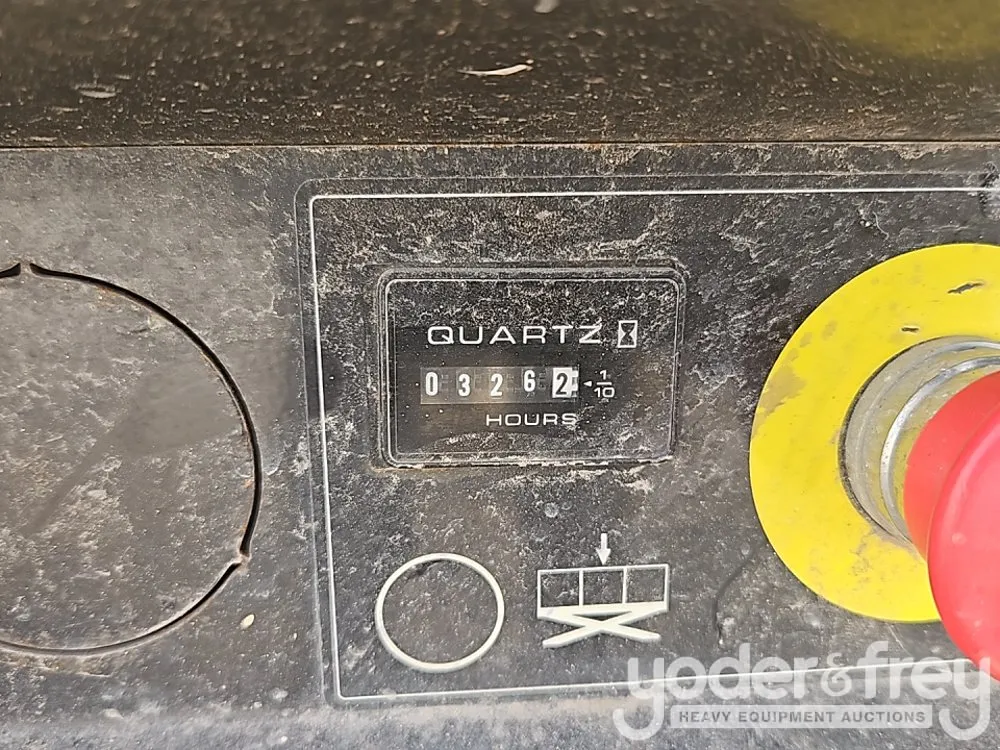 QUARTZ
0 3 2 6 2 1/10
HOURS
yoder&frey
HEAVY EQUIPMENT AUCTIONS